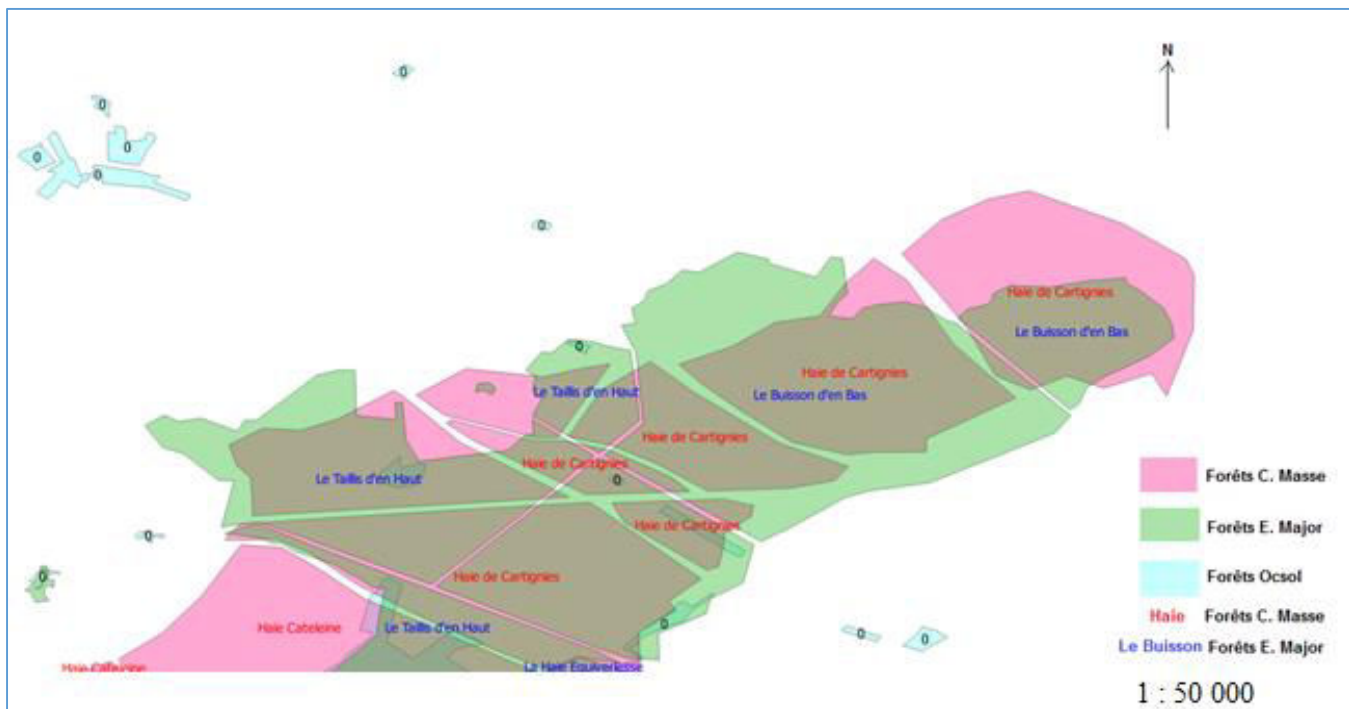 0
N
0
0
0
0
0
Haie de Cartignies
Le Buisson d'en Bas
0
Haie de Cartignies
Le Taillis d'en Haut
Le Buisson d'en Bas
Haie de Cartignies
Haie de Cartignies
Le Taillis d'en Haut
0
Forêts C. Masse
Haie de Cartignies
Forêts E. Major
0
0
Haie de Cartignies
Forêts Ocsol
Haie Forêts C. Masse
Haie Cateleine
Le Taillis d'en Haut
0
0
0
Le Buisson Forêts E. Major
La Haie Equiverlesse
1 : 50 000